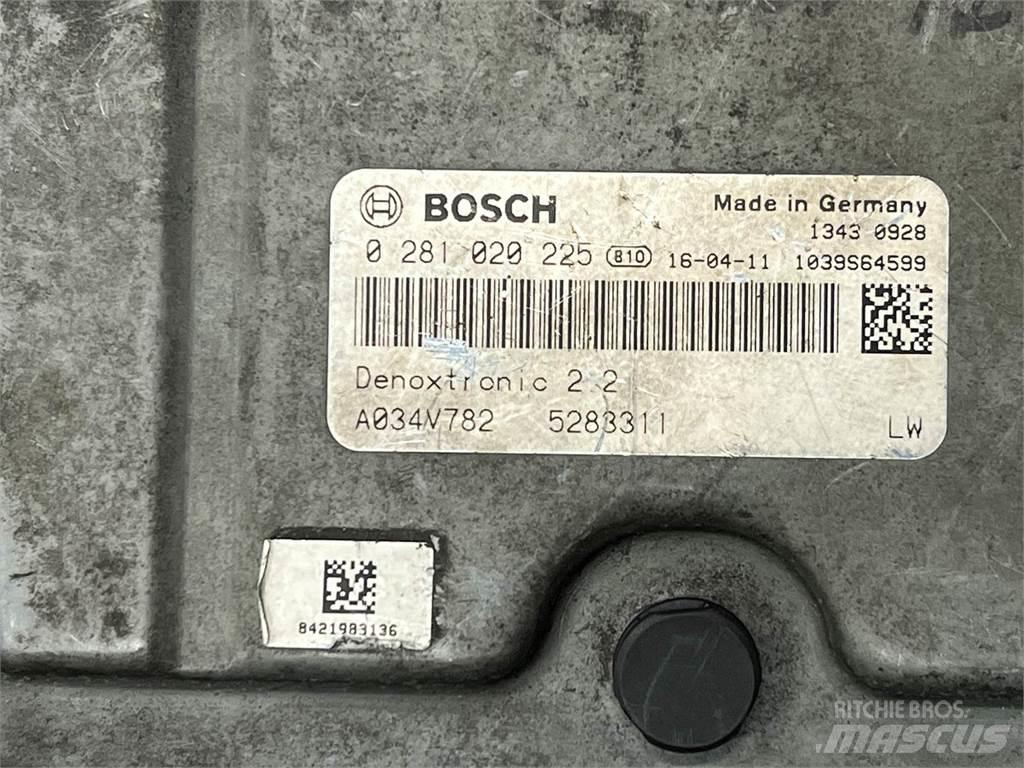 BOSCH
Made in Germany
1343 0928
0 281 020 225 B10 16-04-11 1039S64599
Denoxtronic 2.2
A034V782 5283311 LW
8421983136
RITCHIE BROS.
MASCUS